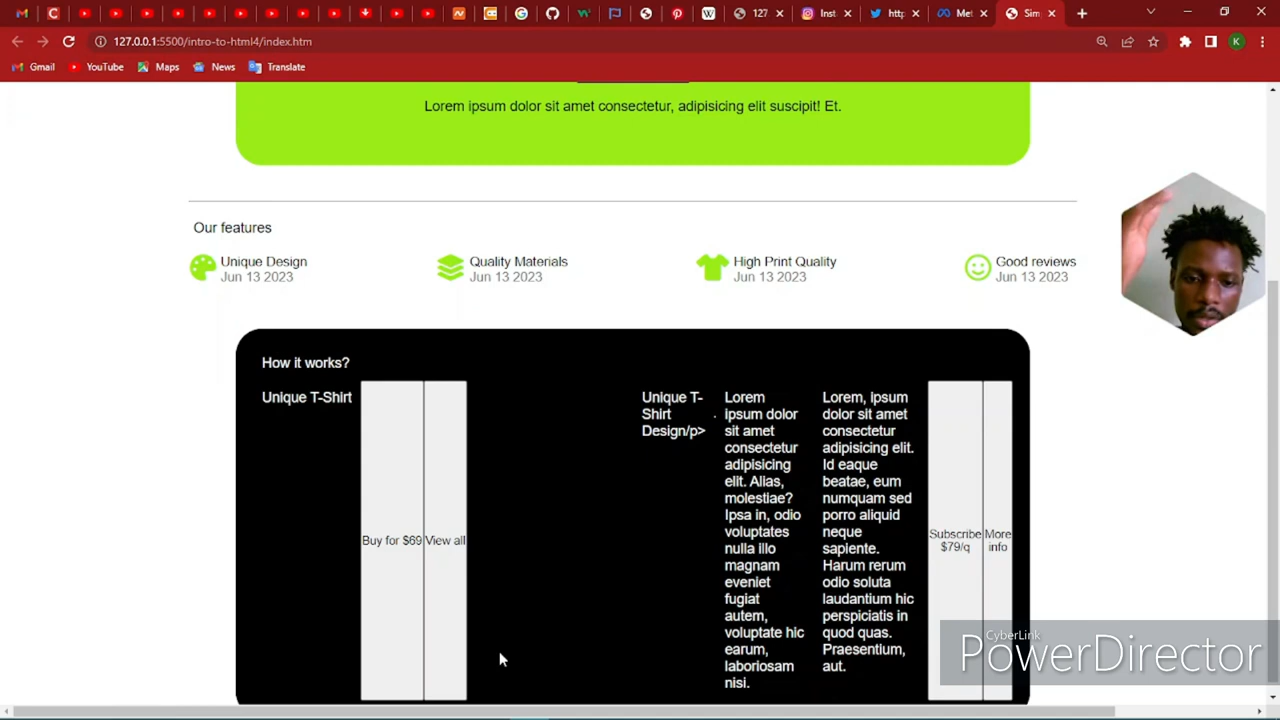 127
Inst
http
Met
Sim
127.0.0.1:5500/intro-to-html4/index.htm
K
Gmail
YouTube
Maps
News
Translate
Lorem ipsum dolor sit amet consectetur, adipisicing elit suscipit! Et.
Our features
Unique Design
Jun 13 2023
Quality Materials
Jun 13 2023
High Print Quality
Jun 13 2023
Good reviews
Jun 13 2023
How it works?
Unique T-Shirt
Buy for $69
View all
Unique T-
Shirt
Design/p>
Lorem
ipsum dolor
sit amet
consectetur
adipisicing
elit. Alias,
molestiae?
Ipsa in, odio
voluptates
nulla illo
magnam
eveniet
fugiat
autem,
voluptate hic
earum,
laboriosam
nisi.
Lorem, ipsum
dolor sit amet
consectetur
adipisicing elit.
Id eaque
beatae, eum
numquam sed
porro aliquid
neque
sapiente.
Harum rerum
odio soluta
laudantium hic
perspiciatis in
quod quas.
Praesentium,
aut.
Subscribe
$79/q
More
info
CyberLink
PowerDirector